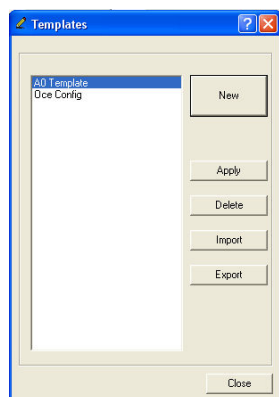 Templates
A0 Template
Oce Config
New
Apply
Delete
Import
Export
Close